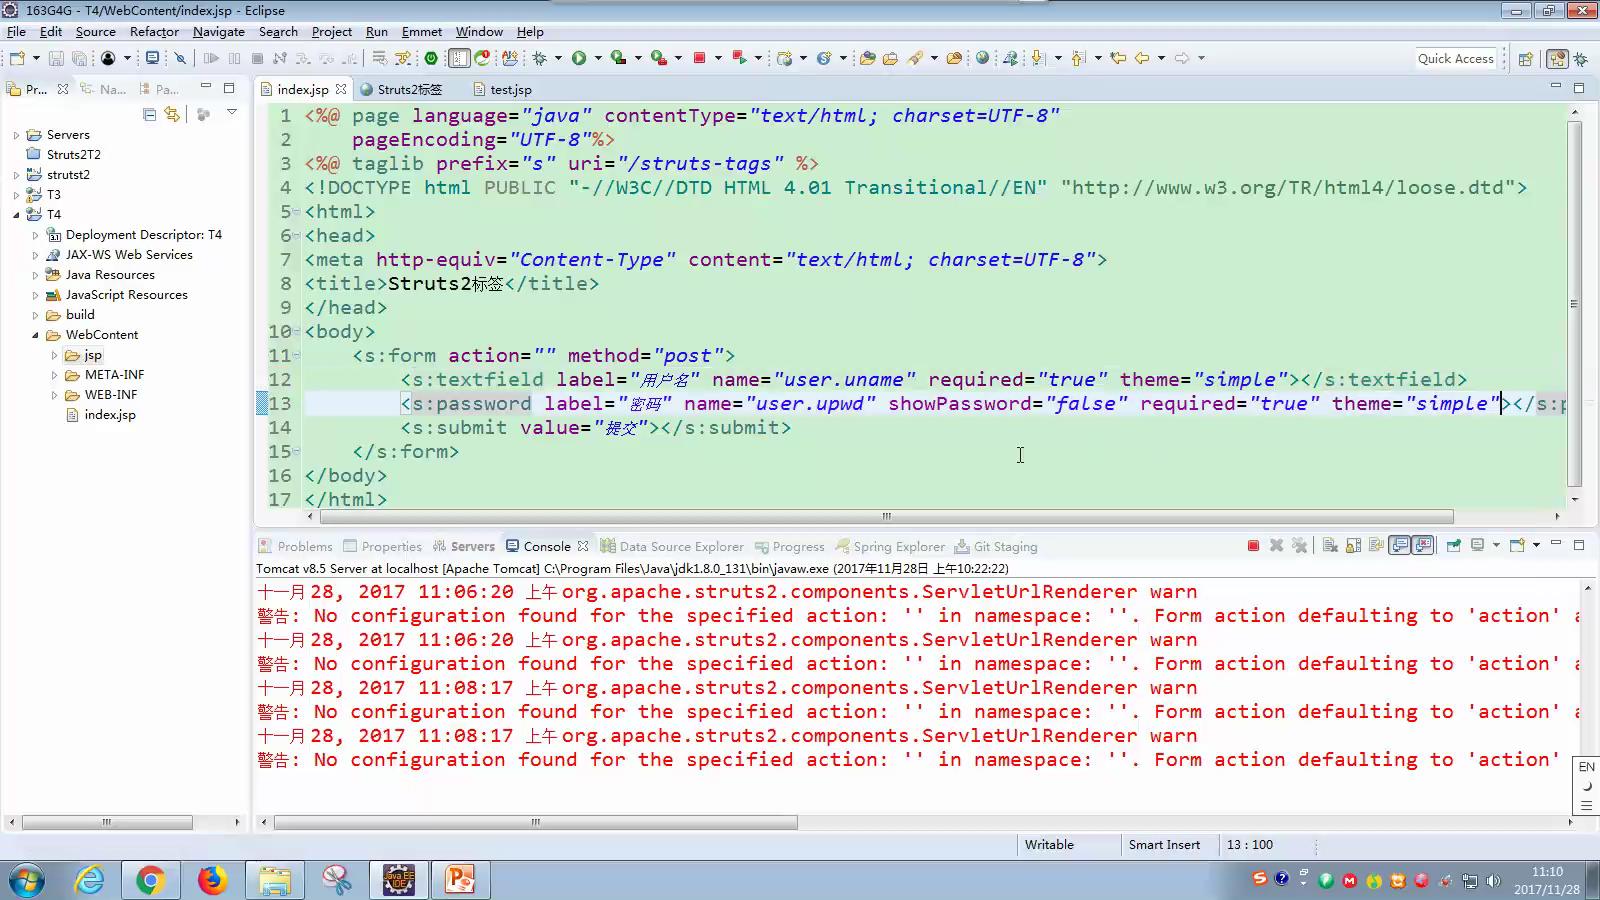 163G4G - T4/WebContent/index.jsp - Eclipse
File Edit Source Refactor Navigate Search Project Run Emmet Window Help
Quick Access
Pr... Na... Pa...
index.jsp Struts2标签 test.jsp
Servers
Struts2T2
strutst2
T3
T4
Deployment Descriptor: T4
JAX-WS Web Services
Java Resources
JavaScript Resources
build
WebContent
jsp
META-INF
WEB-INF
index.jsp
1 <%@ page language="java" contentType="text/html; charset=UTF-8"
2 pageEncoding="UTF-8"%>
3 <%@ taglib prefix="s" uri="/struts-tags" %>
4 <!DOCTYPE html PUBLIC "-//W3C//DTD HTML 4.01 Transitional//EN" "http://www.w3.org/TR/html4/loose.dtd">
5 <html>
6 <head>
7 <meta http-equiv="Content-Type" content="text/html; charset=UTF-8">
8 <title>Struts2标签</title>
9 </head>
10 <body>
11 <s:form action="" method="post">
12 <s:textfield label="用户名" name="user.uname" required="true" theme="simple"></s:textfield>
13 <s:password label="密码" name="user.upwd" showPassword="false" required="true" theme="simple"></s:p
14 <s:submit value="提交"></s:submit>
15 </s:form>
16 </body>
17 </html>
Problems Properties Servers Console Data Source Explorer Progress Spring Explorer Git Staging
Tomcat v8.5 Server at localhost [Apache Tomcat] C:\Program Files\Java\jdk1.8.0_131\bin\javaw.exe (2017年11月28日 上午10:22:22)
十一月 28, 2017 11:06:20 上午 org.apache.struts2.components.ServletUrlRenderer warn
警告: No configuration found for the specified action: '' in namespace: ''. Form action defaulting to 'action' a
十一月 28, 2017 11:06:20 上午 org.apache.struts2.components.ServletUrlRenderer warn
警告: No configuration found for the specified action: '' in namespace: ''. Form action defaulting to 'action' a
十一月 28, 2017 11:08:17 上午 org.apache.struts2.components.ServletUrlRenderer warn
警告: No configuration found for the specified action: '' in namespace: ''. Form action defaulting to 'action' a
十一月 28, 2017 11:08:17 上午 org.apache.struts2.components.ServletUrlRenderer warn
警告: No configuration found for the specified action: '' in namespace: ''. Form action defaulting to 'action'
EN
Writable Smart Insert 13 : 100
Java EE IDE
11:10
2017/11/28